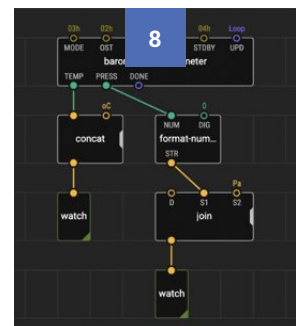 03h 02h 8 04h Loop
MODE OST STDBY UPD
baro meter
TEMP PRESS DONE
oC 0
NUM DIG
concat format-num...
STR
Pa
D S1 S2
watch join
watch